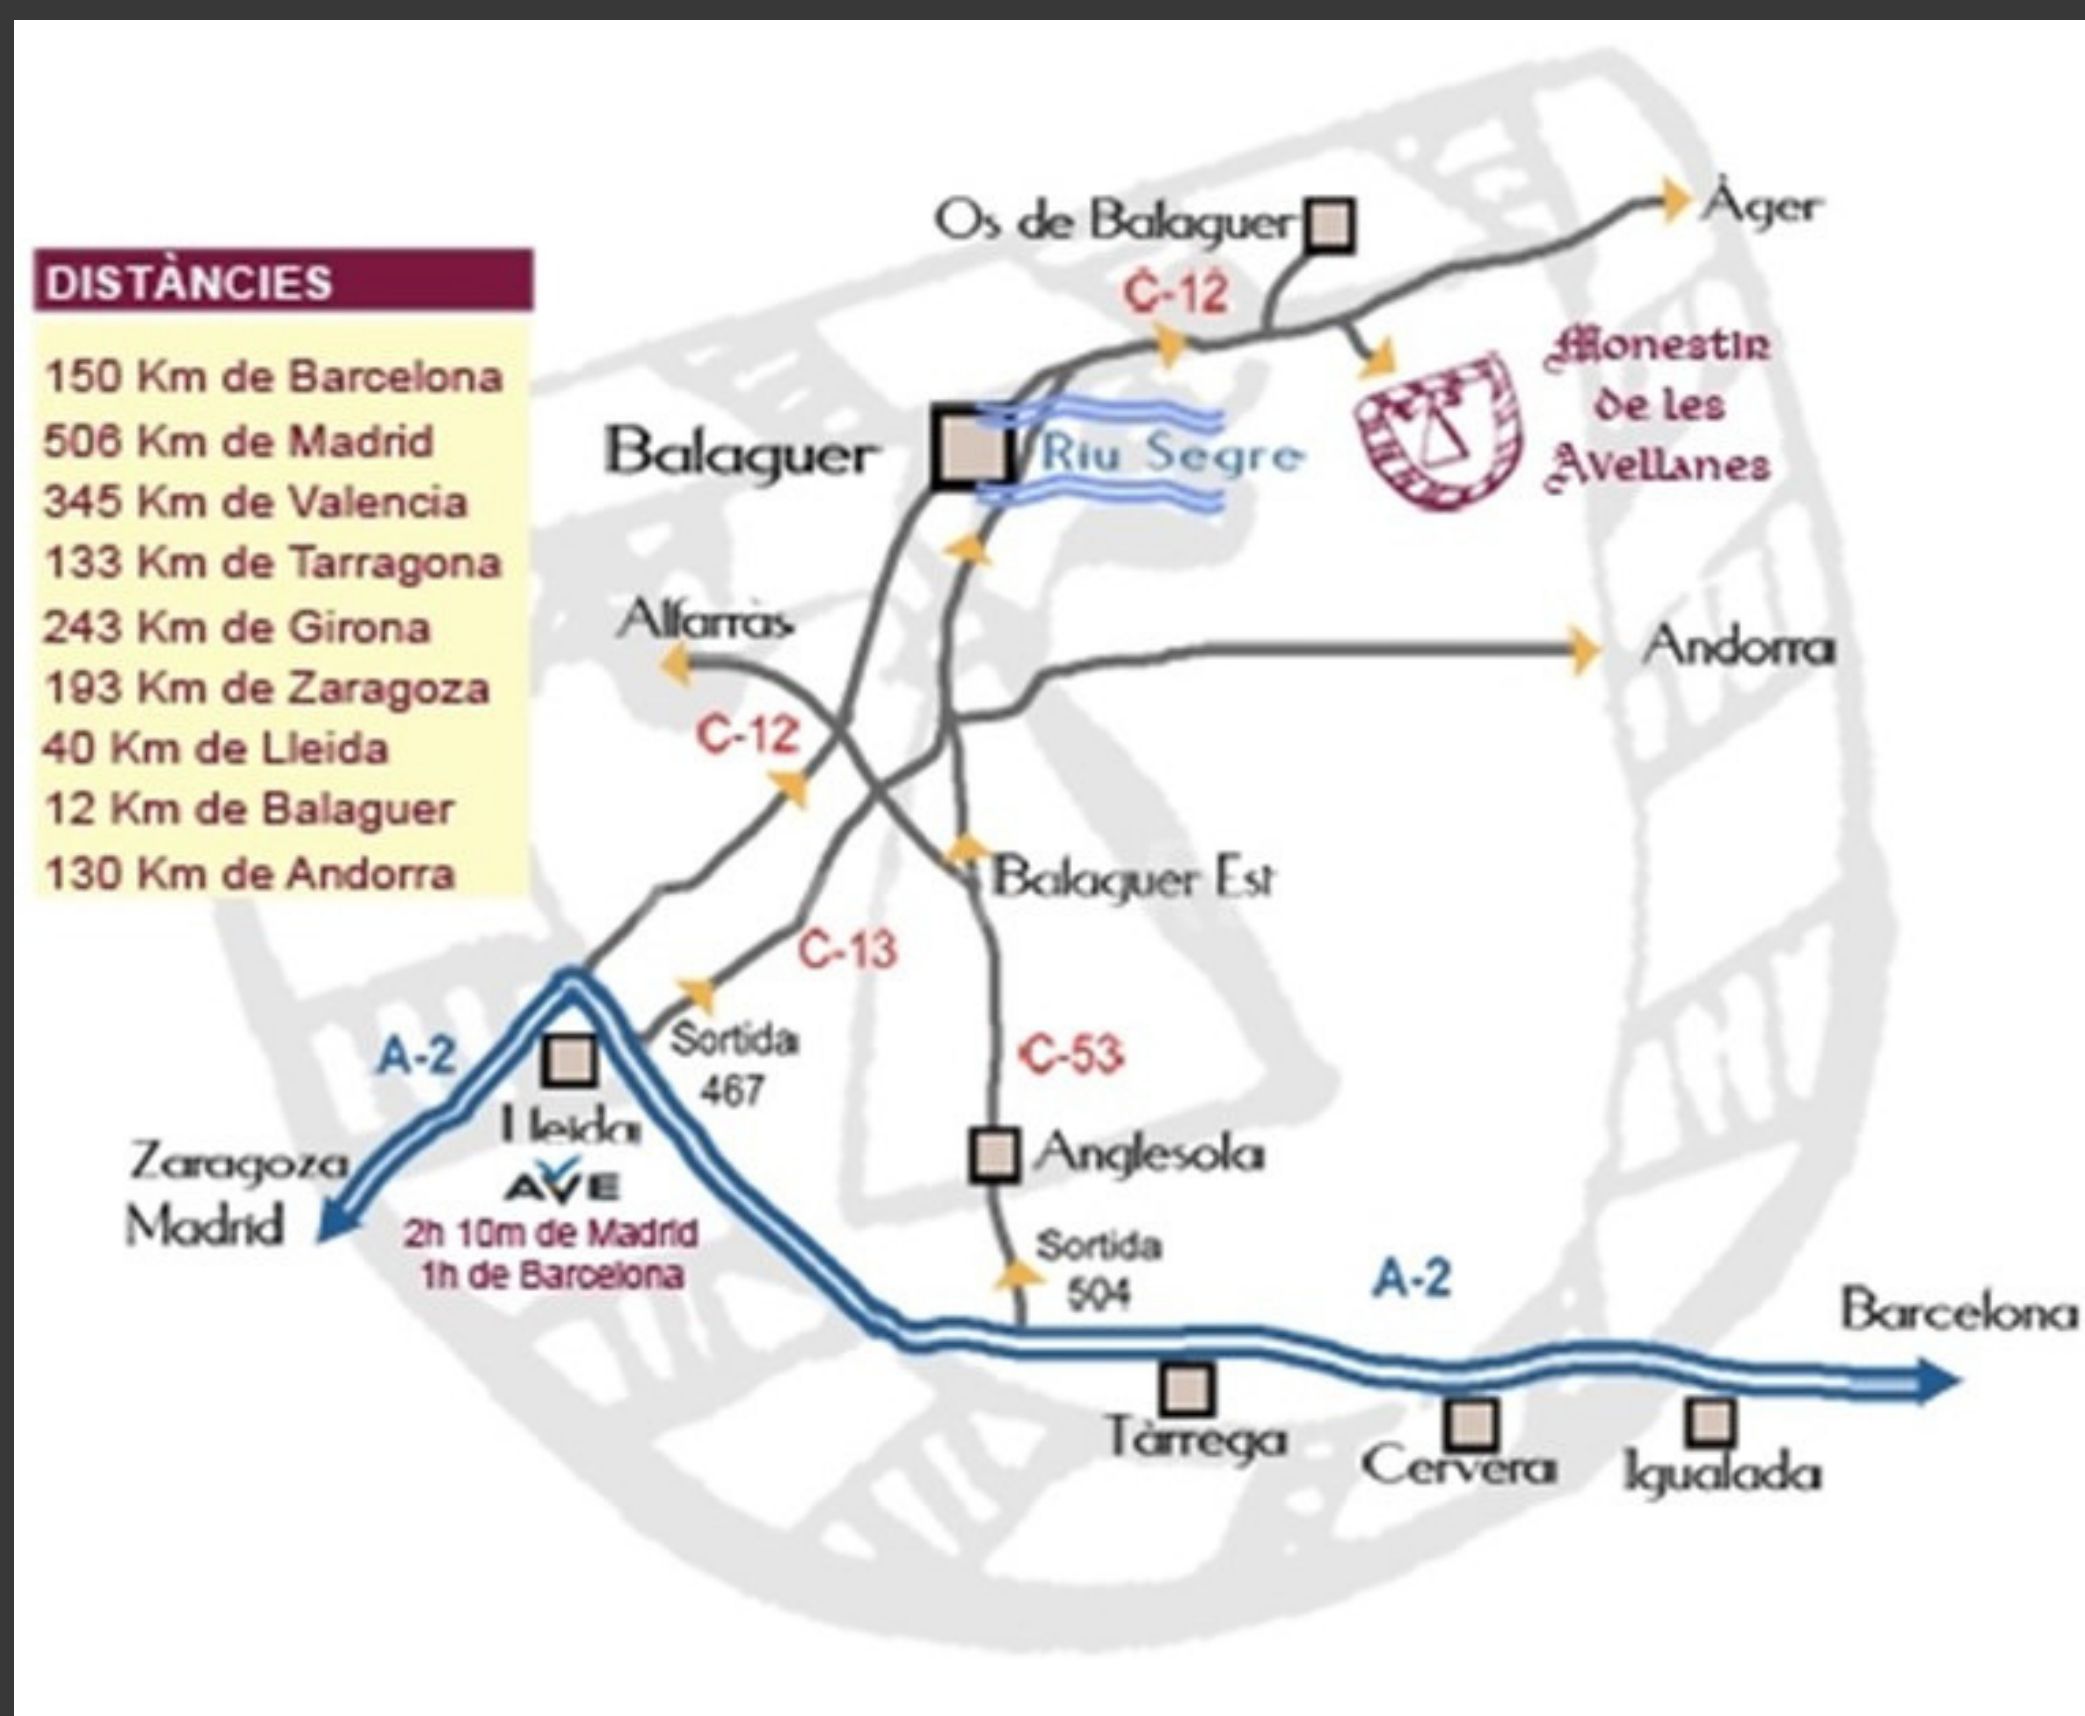 DISTÀNCIES
150 Km de Barcelona
506 Km de Madrid
345 Km de Valencia
133 Km de Tarragona
243 Km de Girona
193 Km de Zaragoza
40 Km de Lleida
12 Km de Balaguer
130 Km de Andorra
Os de Balaguer
Àger
C-12
Monestir
de les
Avellanes
Balaguer
Riu Segre
Alfarràs
Andorra
C-12
Balaguer Est
C-13
Sortida
467
C-53
A-2
Lleida
AVE
2h 10m de Madrid
1h de Barcelona
Zaragoza
Madrid
Anglesola
Sortida
504
A-2
Barcelona
Tàrrega
Cervera
Igualada